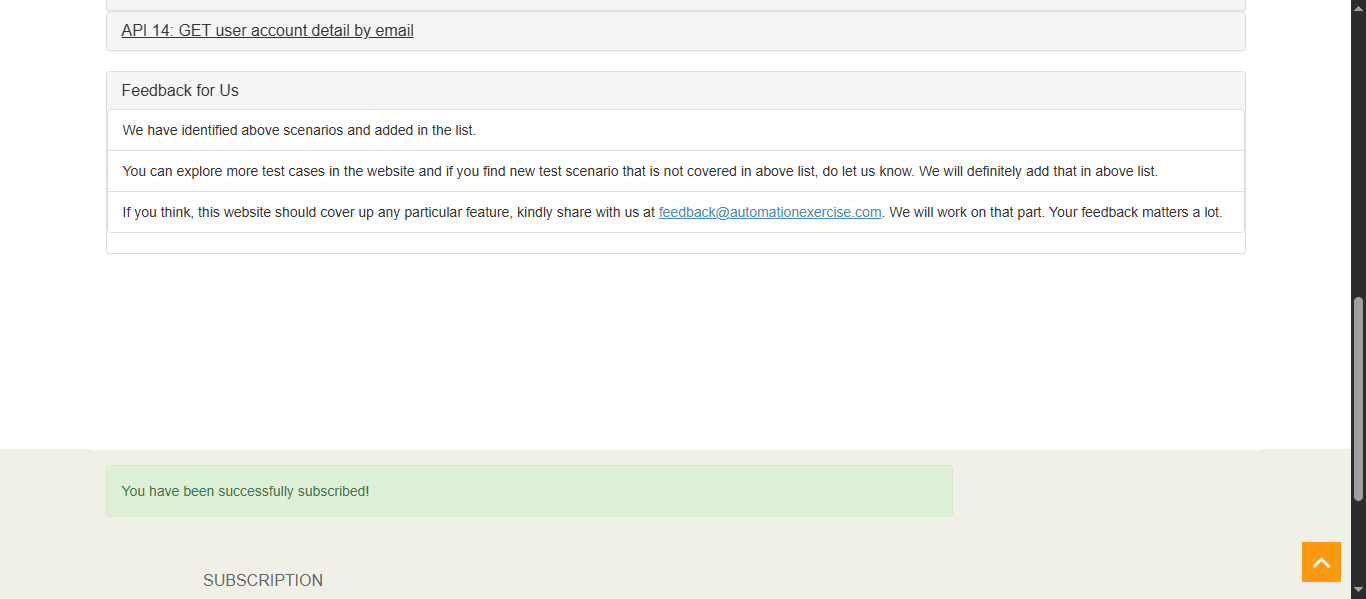 API 14: GET user account detail by email
Feedback for Us
We have identified above scenarios and added in the list.
You can explore more test cases in the website and if you find new test scenario that is not covered in above list, do let us know. We will definitely add that in above list.
If you think, this website should cover up any particular feature, kindly share with us at feedback@automationexercise.com. We will work on that part. Your feedback matters a lot.
You have been successfully subscribed!
SUBSCRIPTION